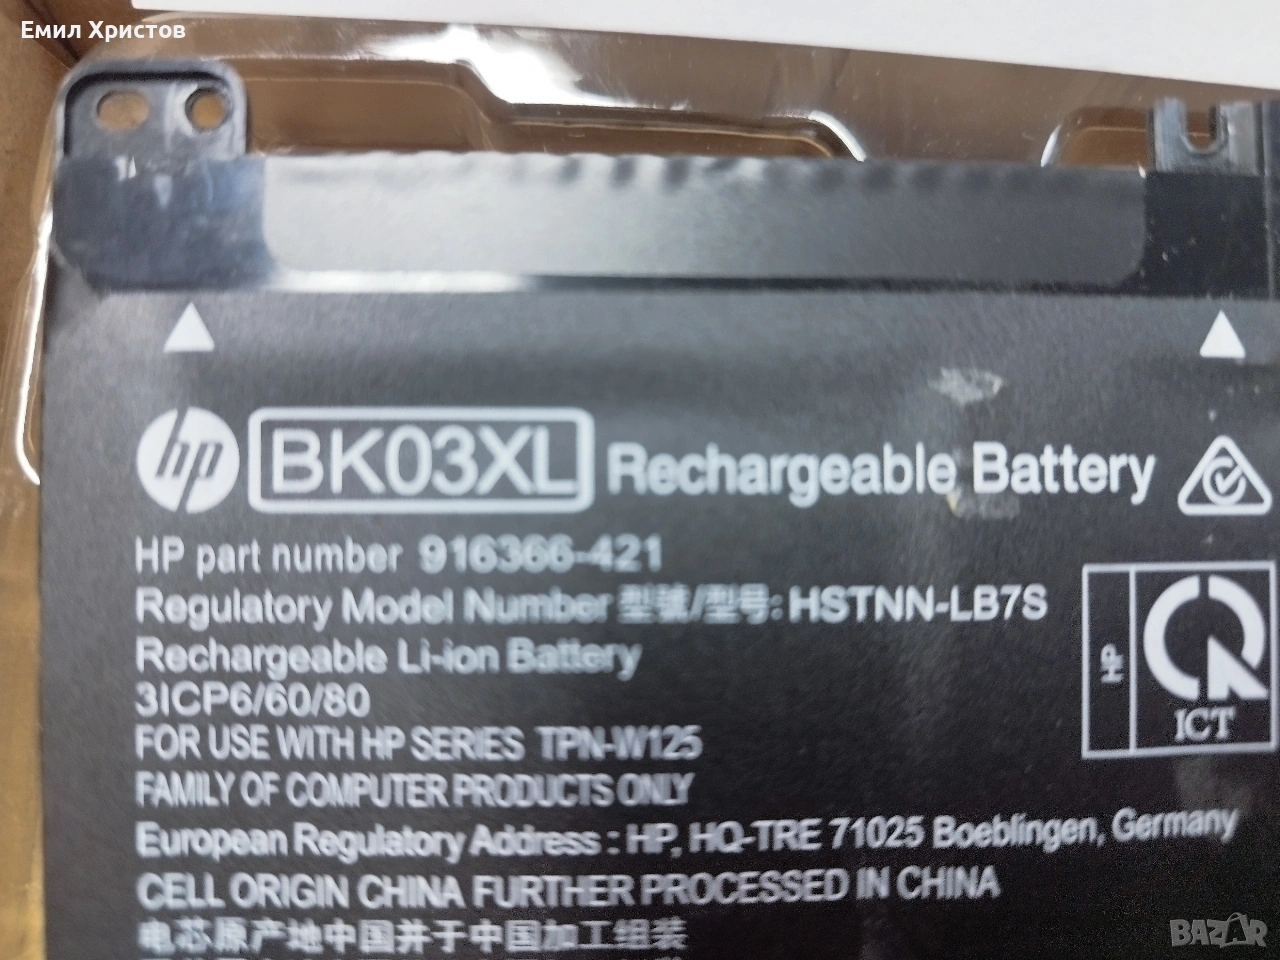 Емил Христов
hp BK03XL Rechargeable Battery
HP part number 916366-421
Regulatory Model Number 型號/型号: HSTNN-LB7S
Rechargeable Li-ion Battery
3ICP6/60/80
FOR USE WITH HP SERIES TPN-W125
FAMILY OF COMPUTER PRODUCTS ONLY
HP
ICT
European Regulatory Address : HP, HQ-TRE 71025 Boeblingen, Germany
CELL ORIGIN CHINA FURTHER PROCESSED IN CHINA
电芯原产地中国并于中国加工组装
BAZAR